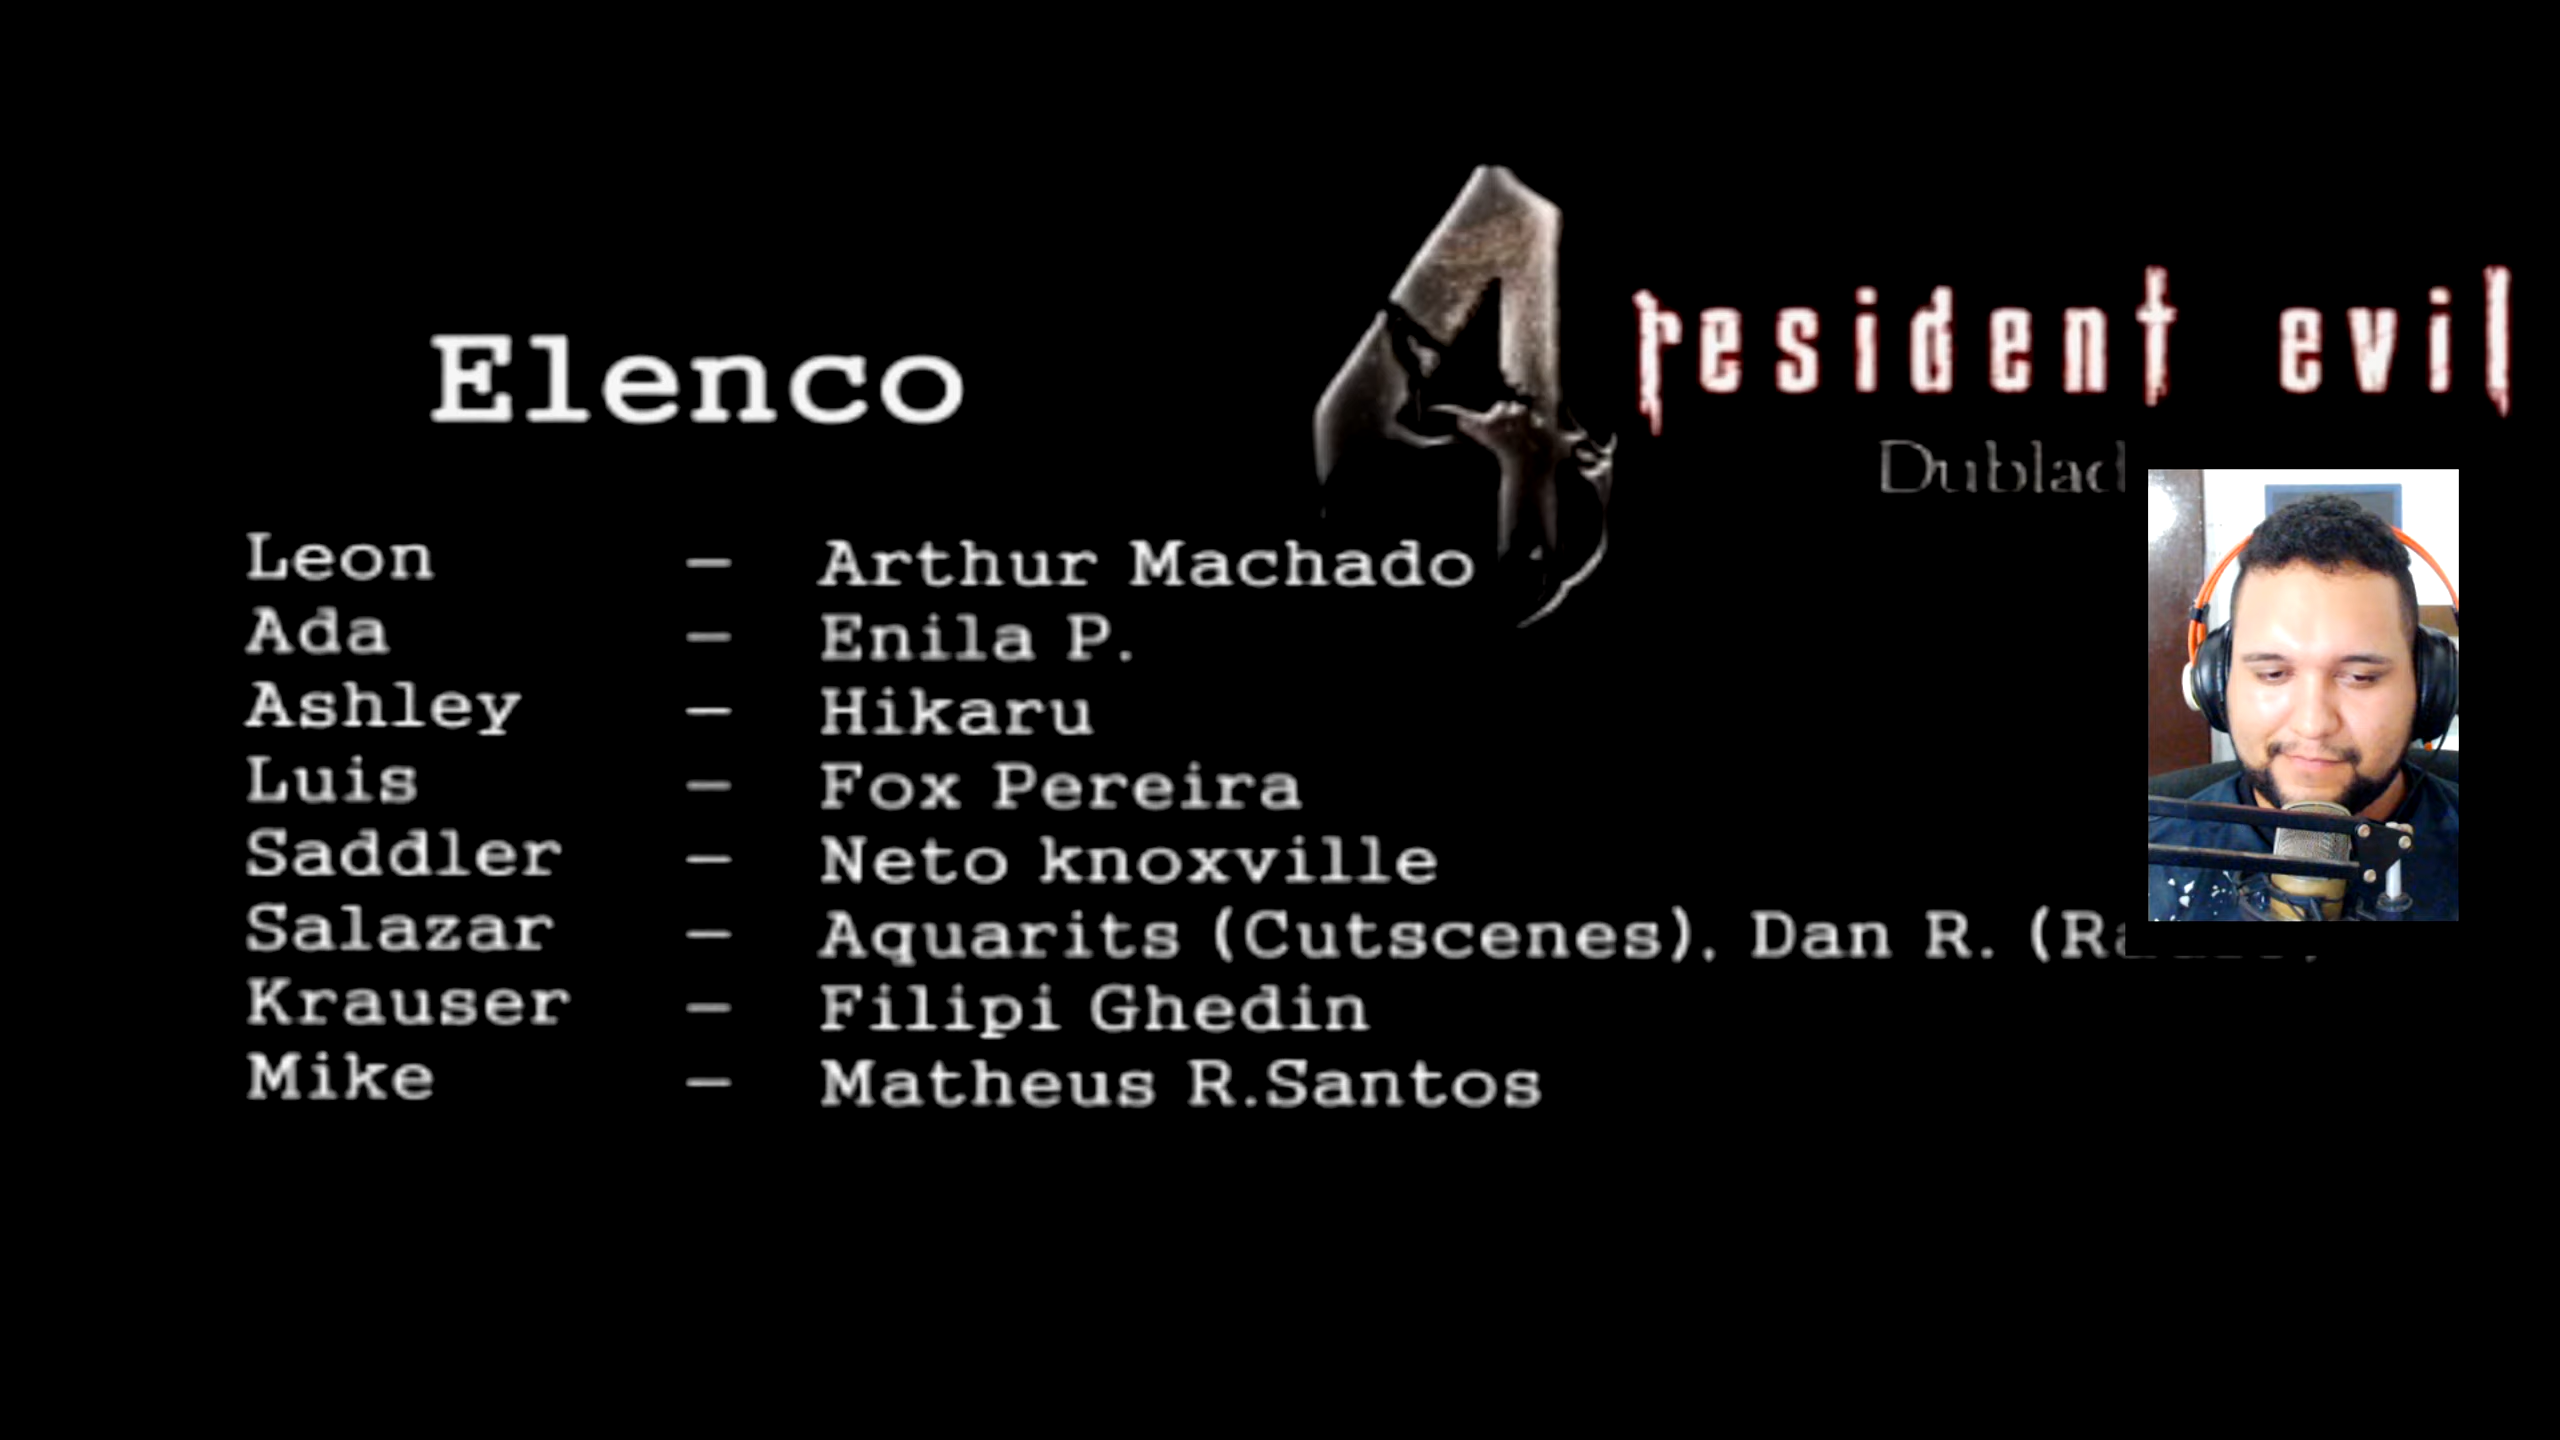 4
resident evil
Elenco
Leon - Arthur Machado
Ada - Enila P.
Ashley - Hikaru
Luis - Fox Pereira
Saddler - Neto knoxville
Salazar - Aquarits (Cutscenes), Dan R.
Krauser - Filipi Ghedin
Mike - Matheus R.Santos